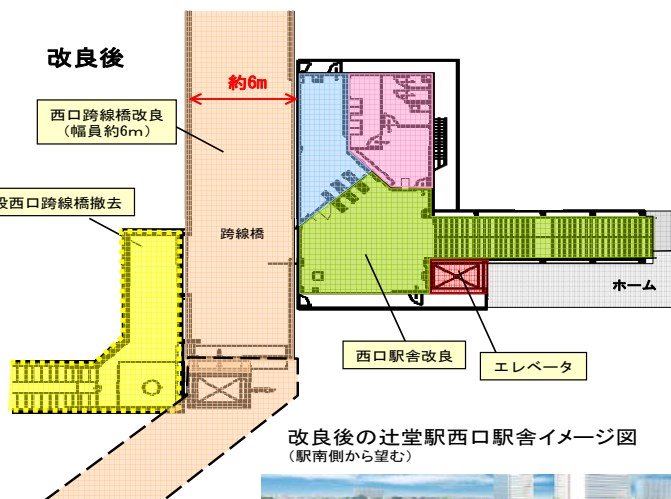 改良後
約6m
西口跨線橋改良
（幅員約6ｍ）
設西口跨線橋撤去
跨線橋
ホーム
西口駅舎改良
エレベータ
改良後の辻堂駅西口駅舎イメージ図
（駅南側から望む）